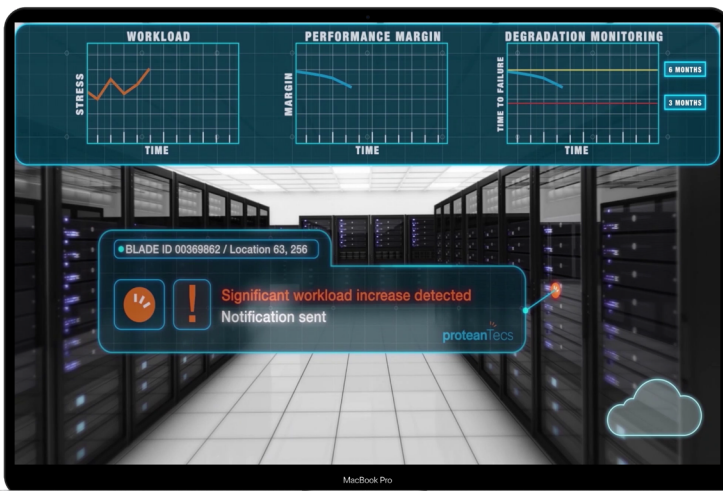 WORKLOAD
STRESS
TIME
PERFORMANCE MARGIN
MARGIN
TIME
DEGRADATION MONITORING
TIME TO FAILURE
6 MONTHS
3 MONTHS
TIME
BLADE ID 00369862 / Location 63, 256
!
Significant workload increase detected
Notification sent
proteanTecs
MacBook Pro